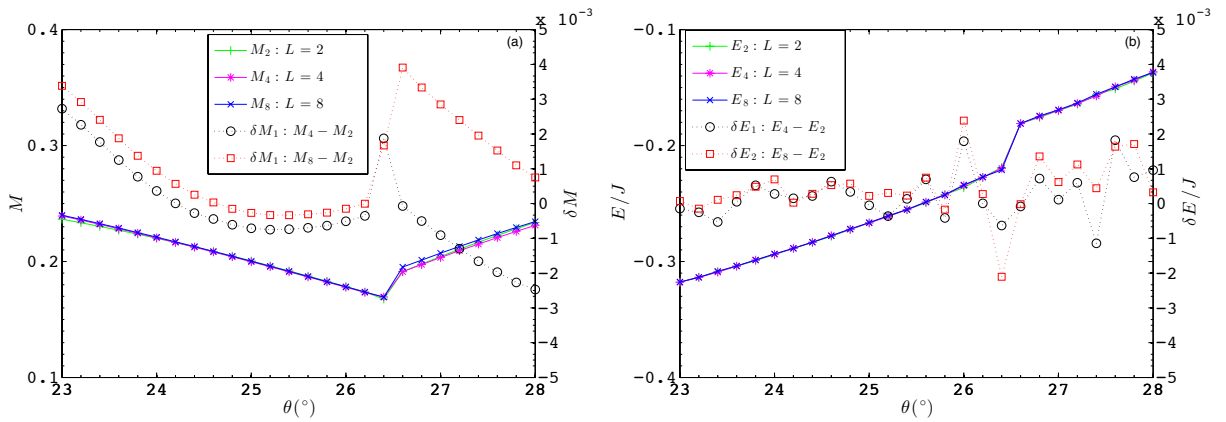 (a)
M
0.4
0.3
0.2
0.1
M₂ : L = 2
M₄ : L = 4
M₈ : L = 8
δM₁ : M₄ − M₂
δM₁ : M₈ − M₂
x 10⁻³
5
4
3
2
1
0
−1
−2
−3
−4
−5
δM
23 24 25 26 27 28
θ(°)
(b)
E/J
−0.1
−0.2
−0.3
−0.4
E₂ : L = 2
E₄ : L = 4
E₈ : L = 8
δE₁ : E₄ − E₂
δE₂ : E₈ − E₂
x 10⁻³
5
4
3
2
1
0
−1
−2
−3
−4
−5
δE/J
23 24 25 26 27 28
θ(°)